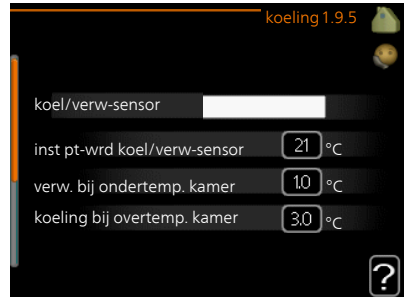 koeling 1.9.5
koel/verw-sensor
inst pt-wrd koel/verw-sensor 21 °C
verw. bij ondertemp. kamer 1.0 °C
koeling bij overtemp. kamer 3.0 °C
?